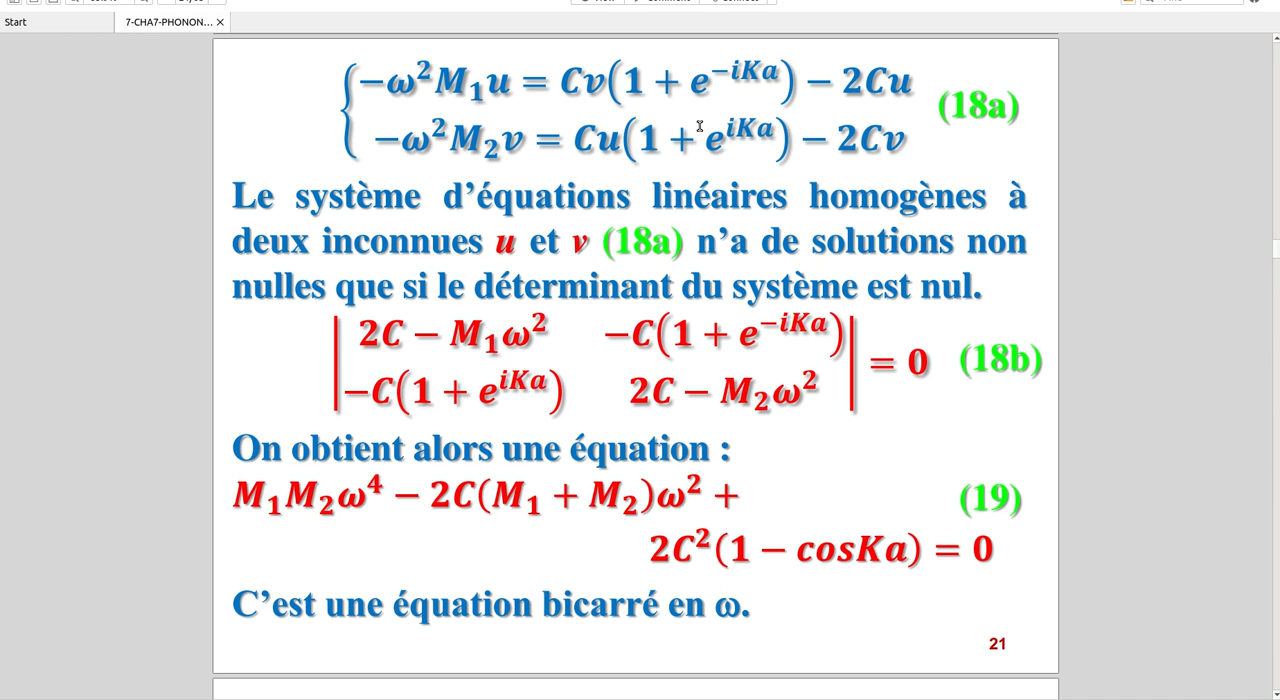 Start
7-CHA7-PHONON...
−ω²M₁u = Cv(1 + e^{−iKa}) − 2Cu
−ω²M₂v = Cu(1 + e^{iKa}) − 2Cv
(18a)
Le système d’équations linéaires homogènes à
deux inconnues u et v (18a) n’a de solutions non
nulles que si le déterminant du système est nul.
|2C − M₁ω² −C(1 + e^{−iKa})|
|−C(1 + e^{iKa}) 2C − M₂ω²| = 0 (18b)
On obtient alors une équation :
M₁M₂ω⁴ − 2C(M₁ + M₂)ω² + (19)
2C²(1 − cosKa) = 0
C’est une équation bicarré en ω.
21